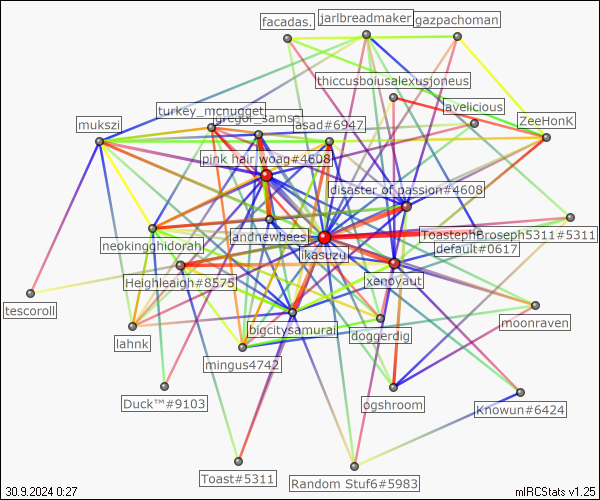 facadas.
jarlbreadmaker
gazpachoman
thiccusboiusalexusjoneus
turkey_mcnugget
gregor_samsa
avelicious
mukszi
asad#6947
ZeeHonK
pink hair woag#4608
disaster of passion#4608
andnewbees
neokingghidorah
ikasuzu
default#0617
Heighleaigh#8575
xenoyaut
tescoroll
moonraven
bigcitysamurai
doggerdig
lahnk
mingus4742
Duck™#9103
ogshroom
Knowun#6424
Toast#5311
Random Stuf6#5983
30.9.2024 0:27
mIRCStats v1.25